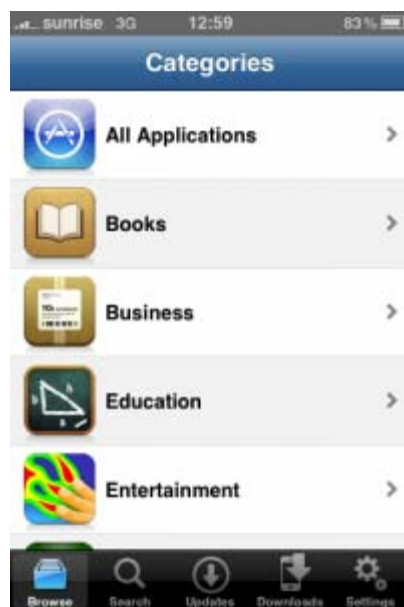 sunrise 3G 12:59 83%
Categories
All Applications
Books
Business
Education
Entertainment
Browse Search Updates Downloads Settings